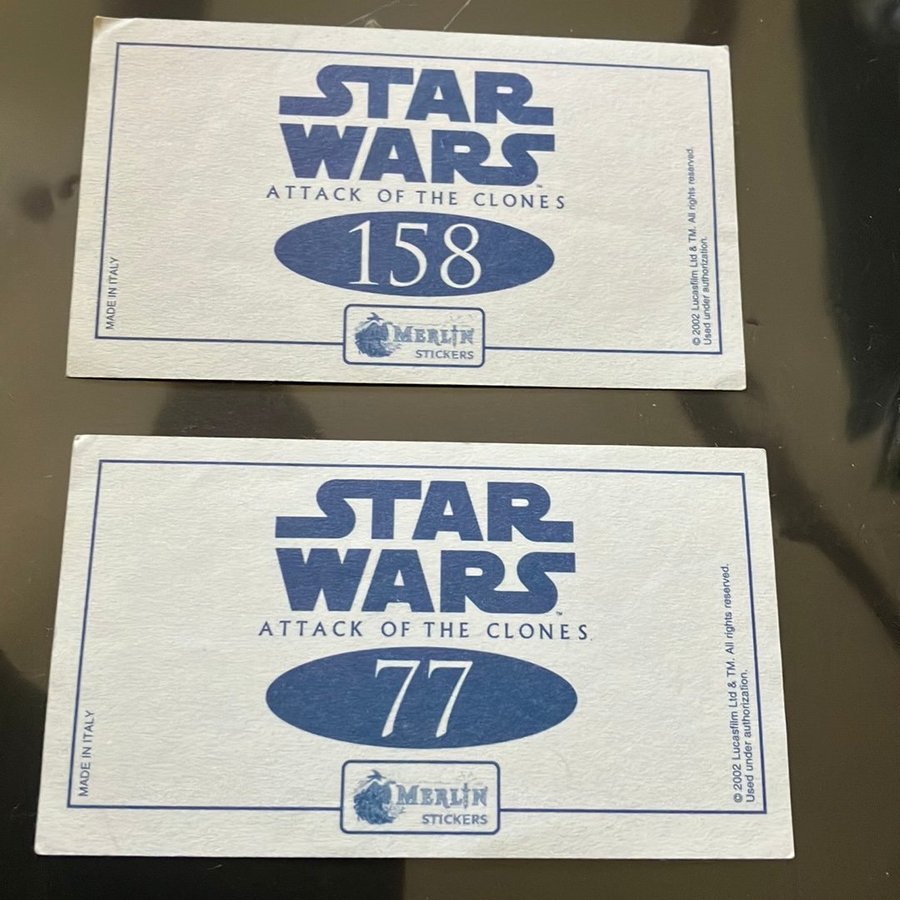 STAR
WARS™
ATTACK OF THE CLONES
158
MERLIN
STICKERS
MADE IN ITALY
© 2002 Lucasfilm Ltd & TM. All rights reserved.
Used under authorization.
STAR
WARS™
ATTACK OF THE CLONES
77
MERLIN
STICKERS
MADE IN ITALY
© 2002 Lucasfilm Ltd & TM. All rights reserved.
Used under authorization.